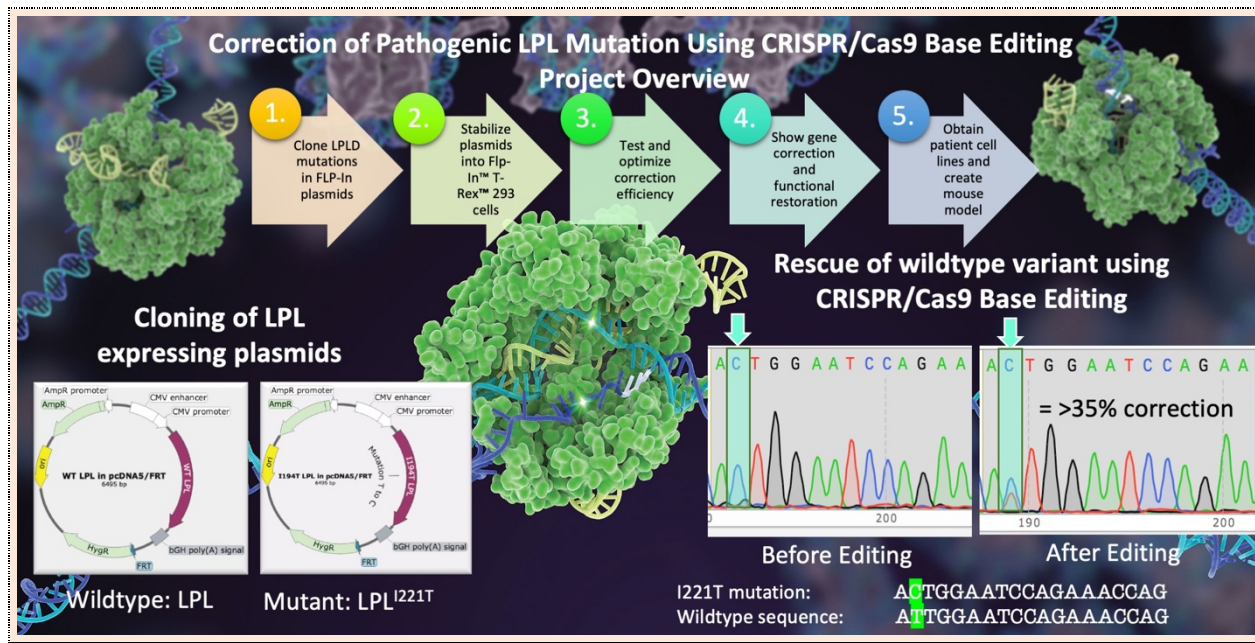 Correction of Pathogenic LPL Mutation Using CRISPR/Cas9 Base Editing
Project Overview
1.
Clone LPLD
mutations
in FLP-In
plasmids
2.
Stabilize
plasmids
into Flp-
In™ T-
Rex™ 293
cells
3.
Test and
optimize
correction
efficiency
4.
Show gene
correction
and
functional
restoration
5.
Obtain
patient cell
lines and
create
mouse
model
Cloning of LPL
expressing plasmids
AmpR promoter
AmpR
CMV enhancer
CMV promoter
ori
WT LPL in pcDNA5/FRT
6495 bp
WT LPL
HygR
bGH poly(A) signal
FRT
Wildtype: LPL
AmpR promoter
AmpR
CMV enhancer
CMV promoter
ori
Mutation T to C
I194T LPL in pcDNA5/FRT
6495 bp
I194T LPL
HygR
bGH poly(A) signal
FRT
Mutant: LPL^I221T
Rescue of wildtype variant using
CRISPR/Cas9 Base Editing
A C T G G A A T C C A G A A
200
Before Editing
A C T G G A A T C C A G A A
= >35% correction
190 200
After Editing
I221T mutation: ACTGGAATCCAGAAACCAG
Wildtype sequence: ATTGGAATCCAGAAACCAG